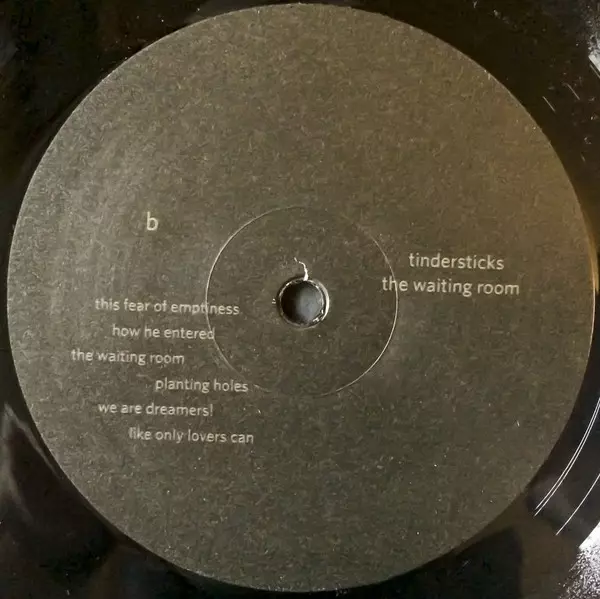 b
tindersticks
the waiting room
this fear of emptiness
how he entered
the waiting room
planting holes
we are dreamers!
like only lovers can